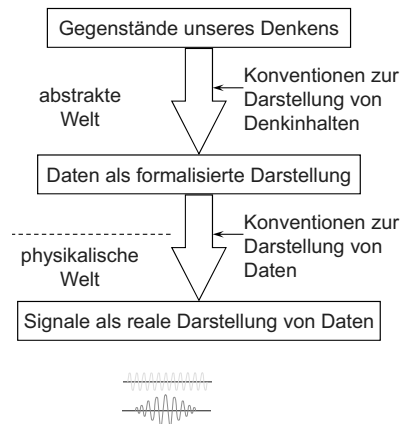 Gegenstände unseres Denkens
abstrakte
Welt
Konventionen zur
Darstellung von
Denkinhalten
Daten als formalisierte Darstellung
physikalische
Welt
Konventionen zur
Darstellung von
Daten
Signale als reale Darstellung von Daten